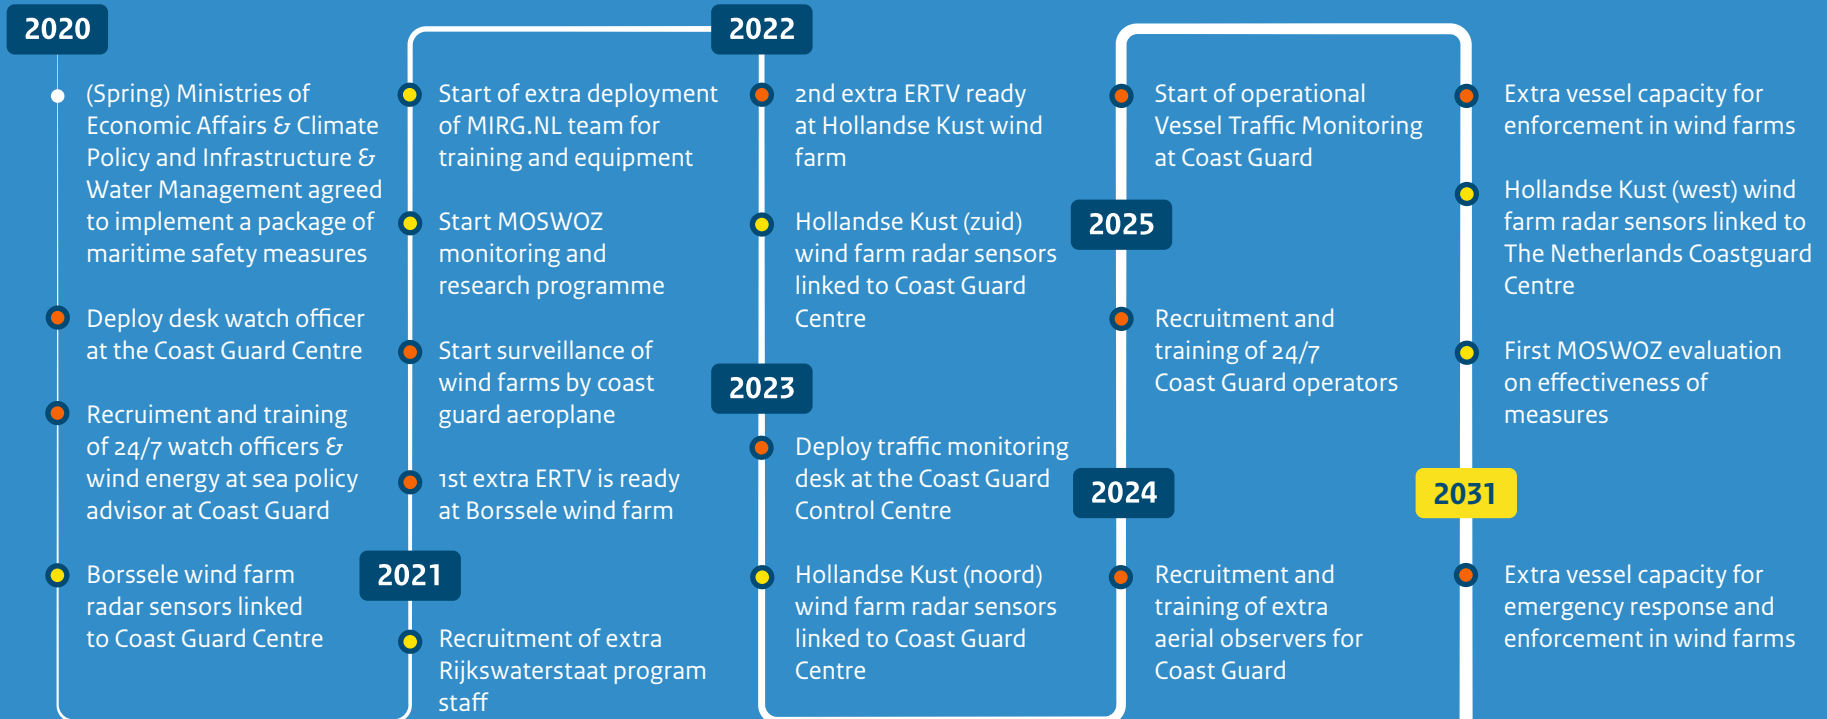 2020
(Spring) Ministries of
Economic Affairs & Climate
Policy and Infrastructure &
Water Management agreed
to implement a package of
maritime safety measures
Deploy desk watch officer
at the Coast Guard Centre
Recruiment and training
of 24/7 watch officers &
wind energy at sea policy
advisor at Coast Guard
Borssele wind farm
radar sensors linked
to Coast Guard Centre
Start of extra deployment
of MIRG.NL team for
training and equipment
Start MOSWOZ
monitoring and
research programme
Start surveillance of
wind farms by coast
guard aeroplane
1st extra ERTV is ready
at Borssele wind farm
2021
Recruitment of extra
Rijkswaterstaat program
staff
2022
2nd extra ERTV ready
at Hollandse Kust wind
farm
Hollandse Kust (zuid)
wind farm radar sensors
linked to Coast Guard
Centre
2023
Deploy traffic monitoring
desk at the Coast Guard
Control Centre
Hollandse Kust (noord)
wind farm radar sensors
linked to Coast Guard
Centre
Start of operational
Vessel Traffic Monitoring
at Coast Guard
2025
Recruitment and
training of 24/7
Coast Guard operators
2024
Recruitment and
training of extra
aerial observers for
Coast Guard
Extra vessel capacity for
enforcement in wind farms
Hollandse Kust (west) wind
farm radar sensors linked to
The Netherlands Coastguard
Centre
First MOSWOZ evaluation
on effectiveness of
measures
2031
Extra vessel capacity for
emergency response and
enforcement in wind farms